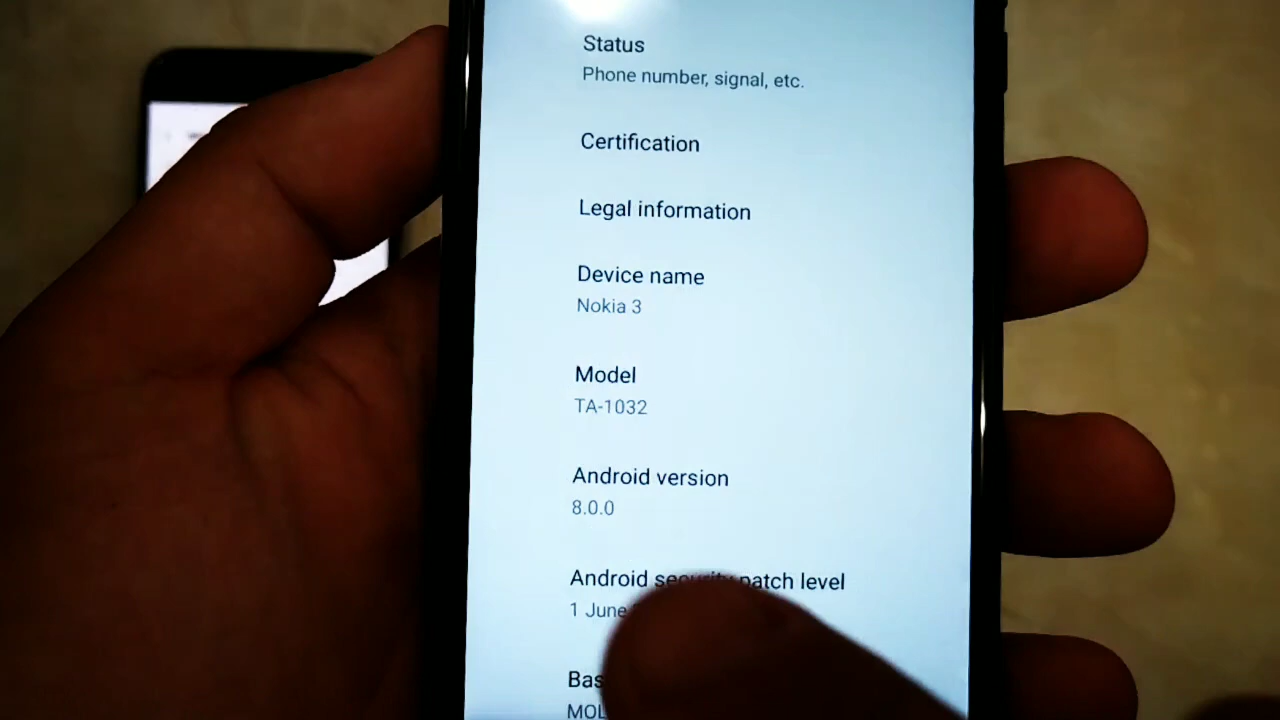 Status
Phone number, signal, etc.
Certification
Legal information
Device name
Nokia 3
Model
TA-1032
Android version
8.0.0
Android security patch level
1 June